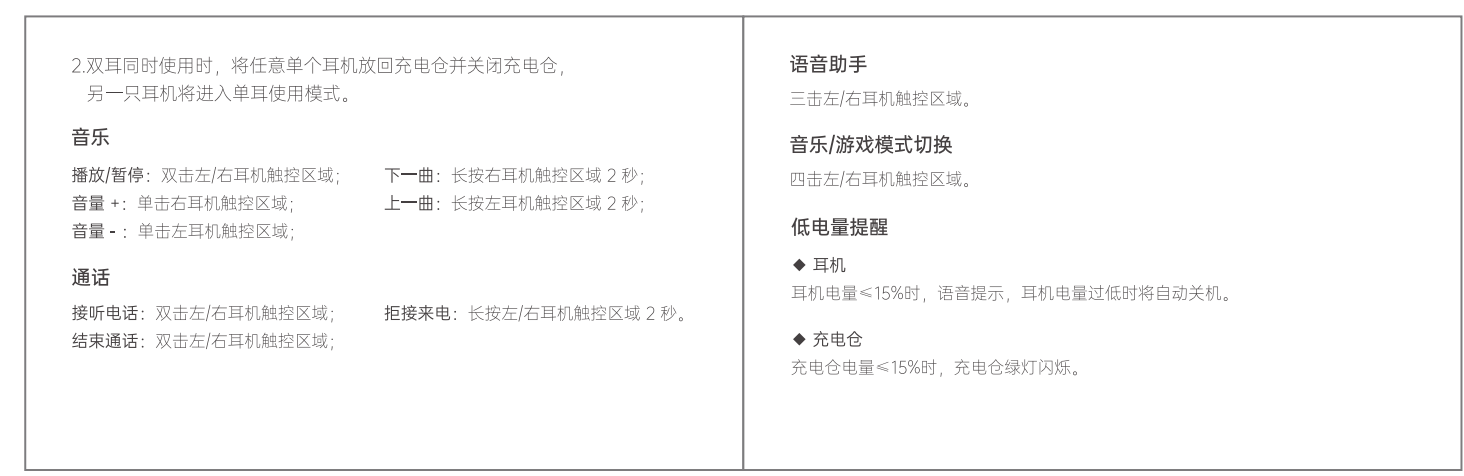 2.双耳同时使用时，将任意单个耳机放回充电仓并关闭充电仓，
另一只耳机将进入单耳使用模式。
音乐
播放/暂停：双击左/右耳机触控区域；
下一曲：长按右耳机触控区域 2 秒；
音量 +：单击右耳机触控区域；
上一曲：长按左耳机触控区域 2 秒；
音量 -：单击左耳机触控区域；
通话
接听电话：双击左/右耳机触控区域；
拒接来电：长按左/右耳机触控区域 2 秒。
结束通话：双击左/右耳机触控区域；
语音助手
三击左/右耳机触控区域。
音乐/游戏模式切换
四击左/右耳机触控区域。
低电量提醒
◆ 耳机
耳机电量≤15%时，语音提示，耳机电量过低时将自动关机。
◆ 充电仓
充电仓电量≤15%时，充电仓绿灯闪烁。